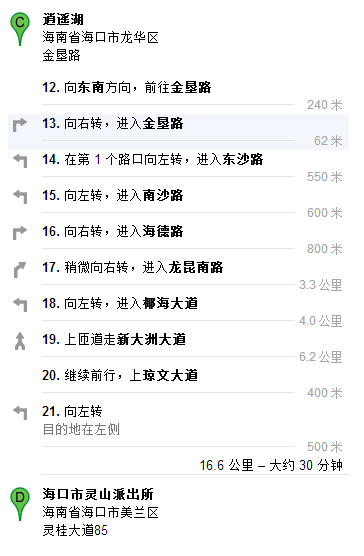 C
逍遥湖
海南省海口市龙华区
金垦路
12. 向东南方向，前往金垦路
240 米
13. 向右转，进入金垦路
62 米
14. 在第 1 个路口向左转，进入东沙路
550 米
15. 向左转，进入南沙路
600 米
16. 向右转，进入海德路
800 米
17. 稍微向右转，进入龙昆南路
3.3 公里
18. 向左转，进入椰海大道
4.0 公里
19. 上匝道走新大洲大道
6.2 公里
20. 继续前行，上琼文大道
400 米
21. 向左转
目的地在左侧
500 米
16.6 公里 – 大约 30 分钟
D
海口市灵山派出所
海南省海口市美兰区
灵桂大道85